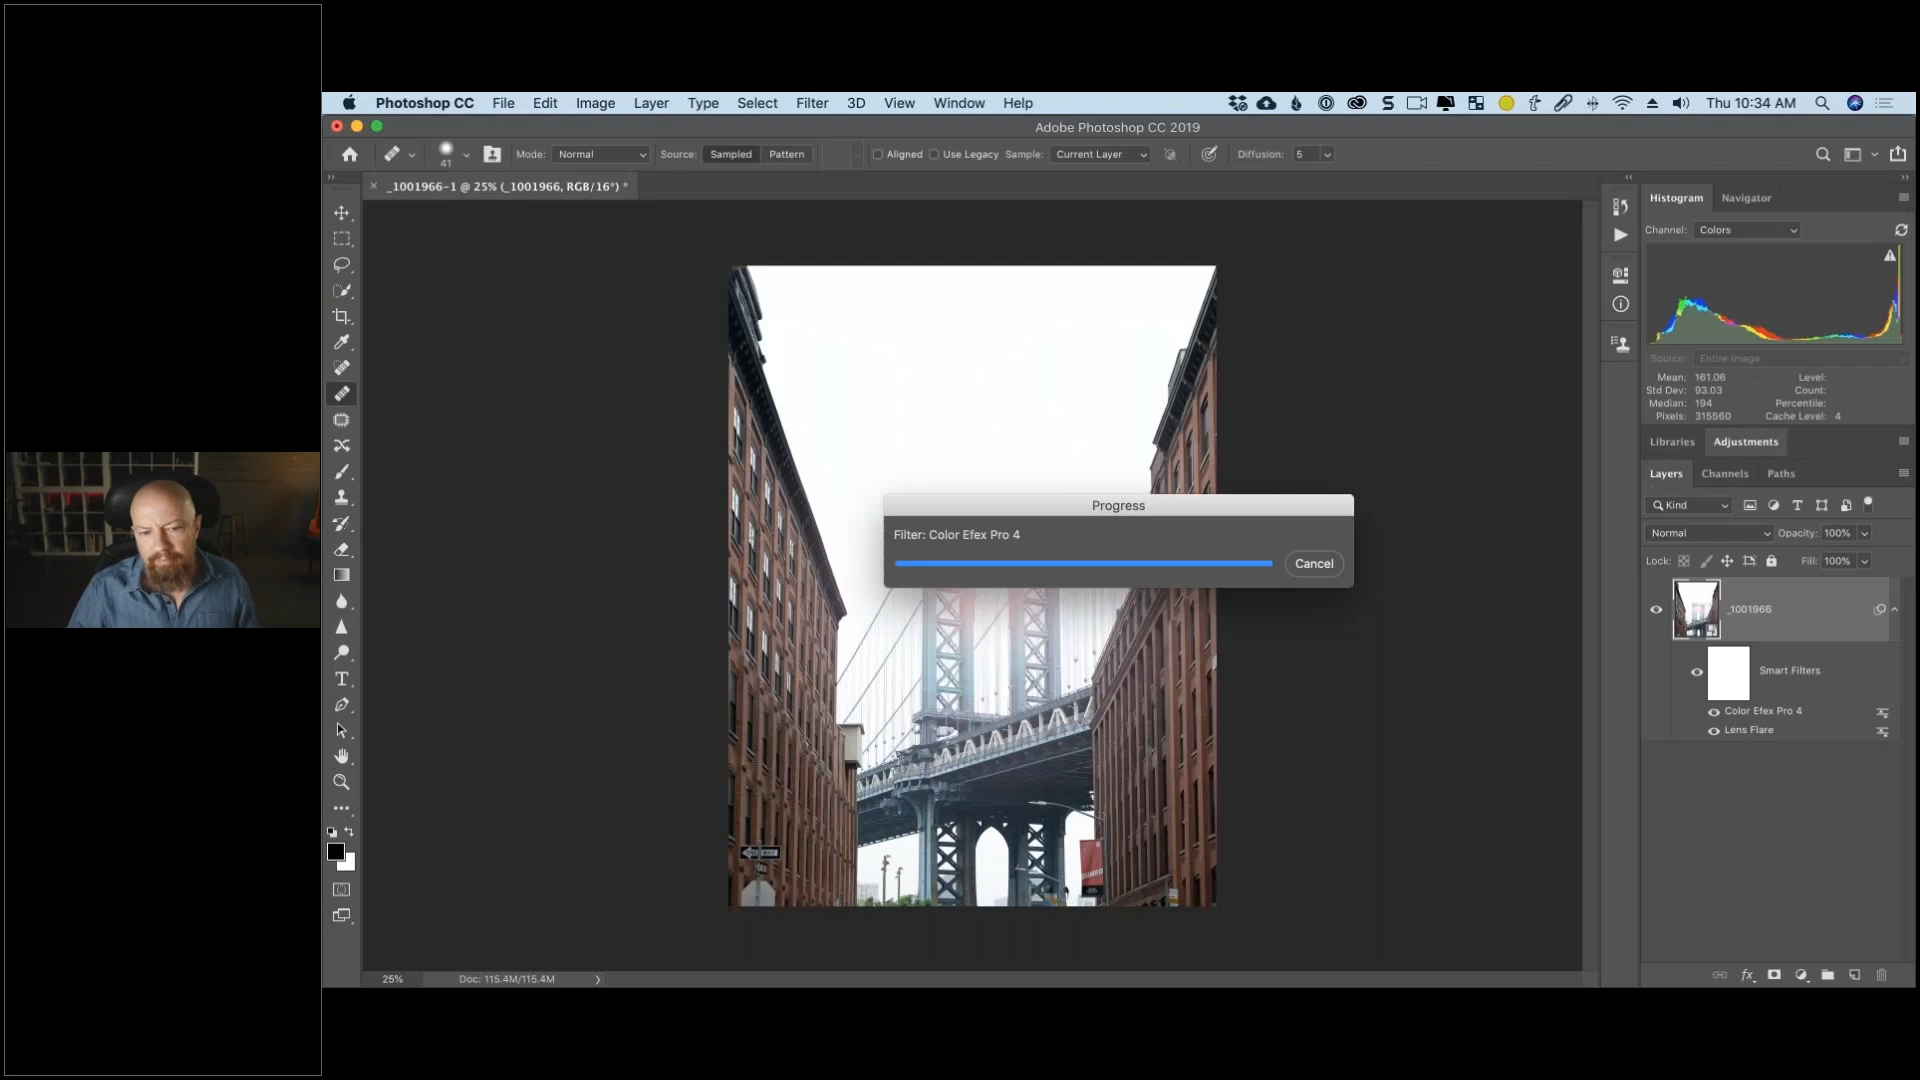 Photoshop CC File Edit Image Layer Type Select Filter 3D View Window Help Thu 10:34 AM
Adobe Photoshop CC 2019
41 Mode: Normal Source: Sampled Pattern Aligned Use Legacy Sample: Current Layer Diffusion: 5
_1001966-1 @ 25% (_1001966, RGB/16*) *
Histogram Navigator
Channel: Colors
Source: Entire Image
Mean: 161.06 Level:
Std Dev: 93.03 Count:
Median: 194 Percentile:
Pixels: 315560 Cache Level: 4
Libraries Adjustments
Layers Channels Paths
Kind
Normal Opacity: 100%
Lock: Fill: 100%
_1001966
Smart Filters
Color Efex Pro 4
Lens Flare
Progress
Filter: Color Efex Pro 4
Cancel
ONE WAY
DUMBO
25% Doc: 115.4M/115.4M